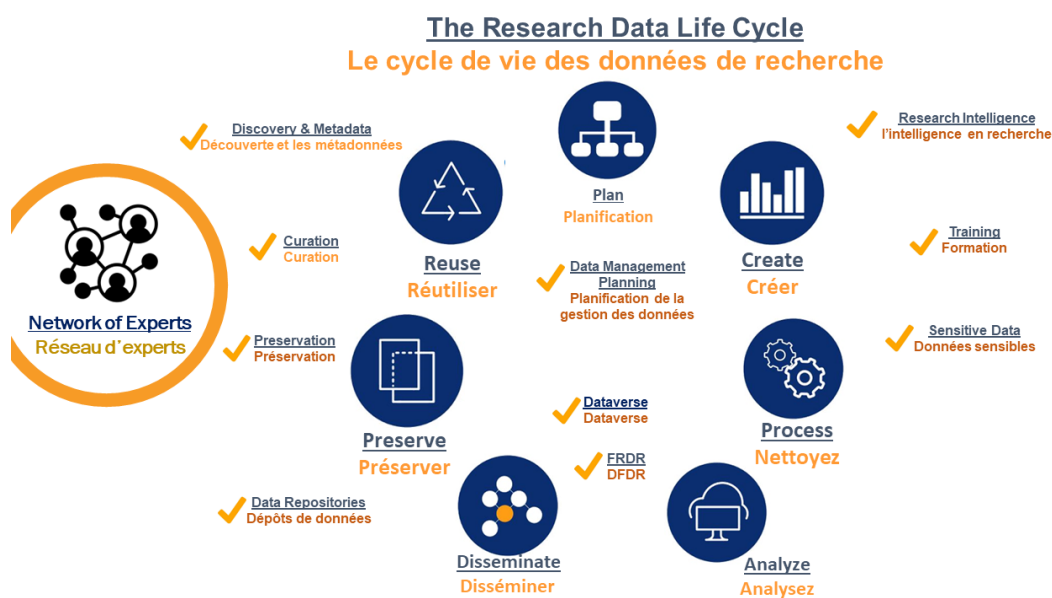 The Research Data Life Cycle
Le cycle de vie des données de recherche
Discovery & Metadata
Découverte et les métadonnées
Research Intelligence
l'intelligence en recherche
Plan
Planification
Curation
Curation
Reuse
Réutiliser
Data Management
Planning
Planification de la
gestion des données
Create
Créer
Training
Formation
Network of Experts
Réseau d'experts
Preservation
Préservation
Sensitive Data
Données sensibles
Dataverse
Dataverse
Preserve
Préserver
Process
Nettoyez
FRDR
DFDR
Data Repositories
Dépôts de données
Disseminate
Disséminer
Analyze
Analysez